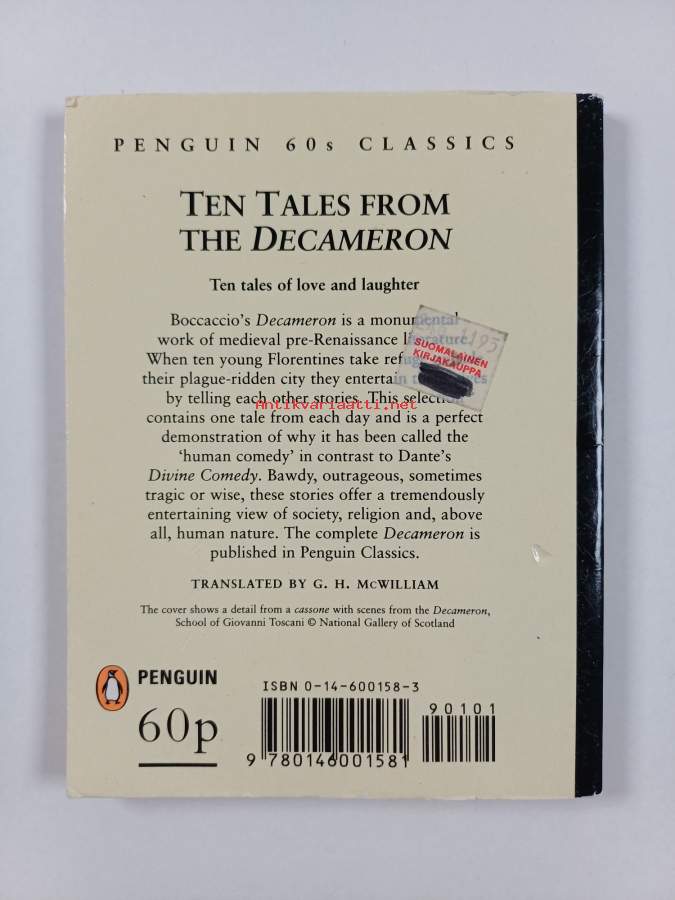 PENGUIN 60s CLASSICS
TEN TALES FROM
THE DECAMERON
Ten tales of love and laughter
Boccaccio's Decameron is a monumental
work of medieval pre-Renaissance literature.
When ten young Florentines take
their plague-ridden city they entertain
by telling each other stories. This selection
contains one tale from each day and is a perfect
demonstration of why it has been called the
'human comedy' in contrast to Dante's
Divine Comedy. Bawdy, outrageous, sometimes
tragic or wise, these stories offer a tremendously
entertaining view of society, religion and, above
all, human nature. The complete Decameron is
published in Penguin Classics.
SUOMALAINEN
KIRJAKAUPPA
Antikvariaatti.net
TRANSLATED BY G. H. McWILLIAM
The cover shows a detail from a cassone with scenes from the Decameron,
School of Giovanni Toscani © National Gallery of Scotland
PENGUIN
60p
ISBN 0-14-600158-3
90101
9 780146 001581